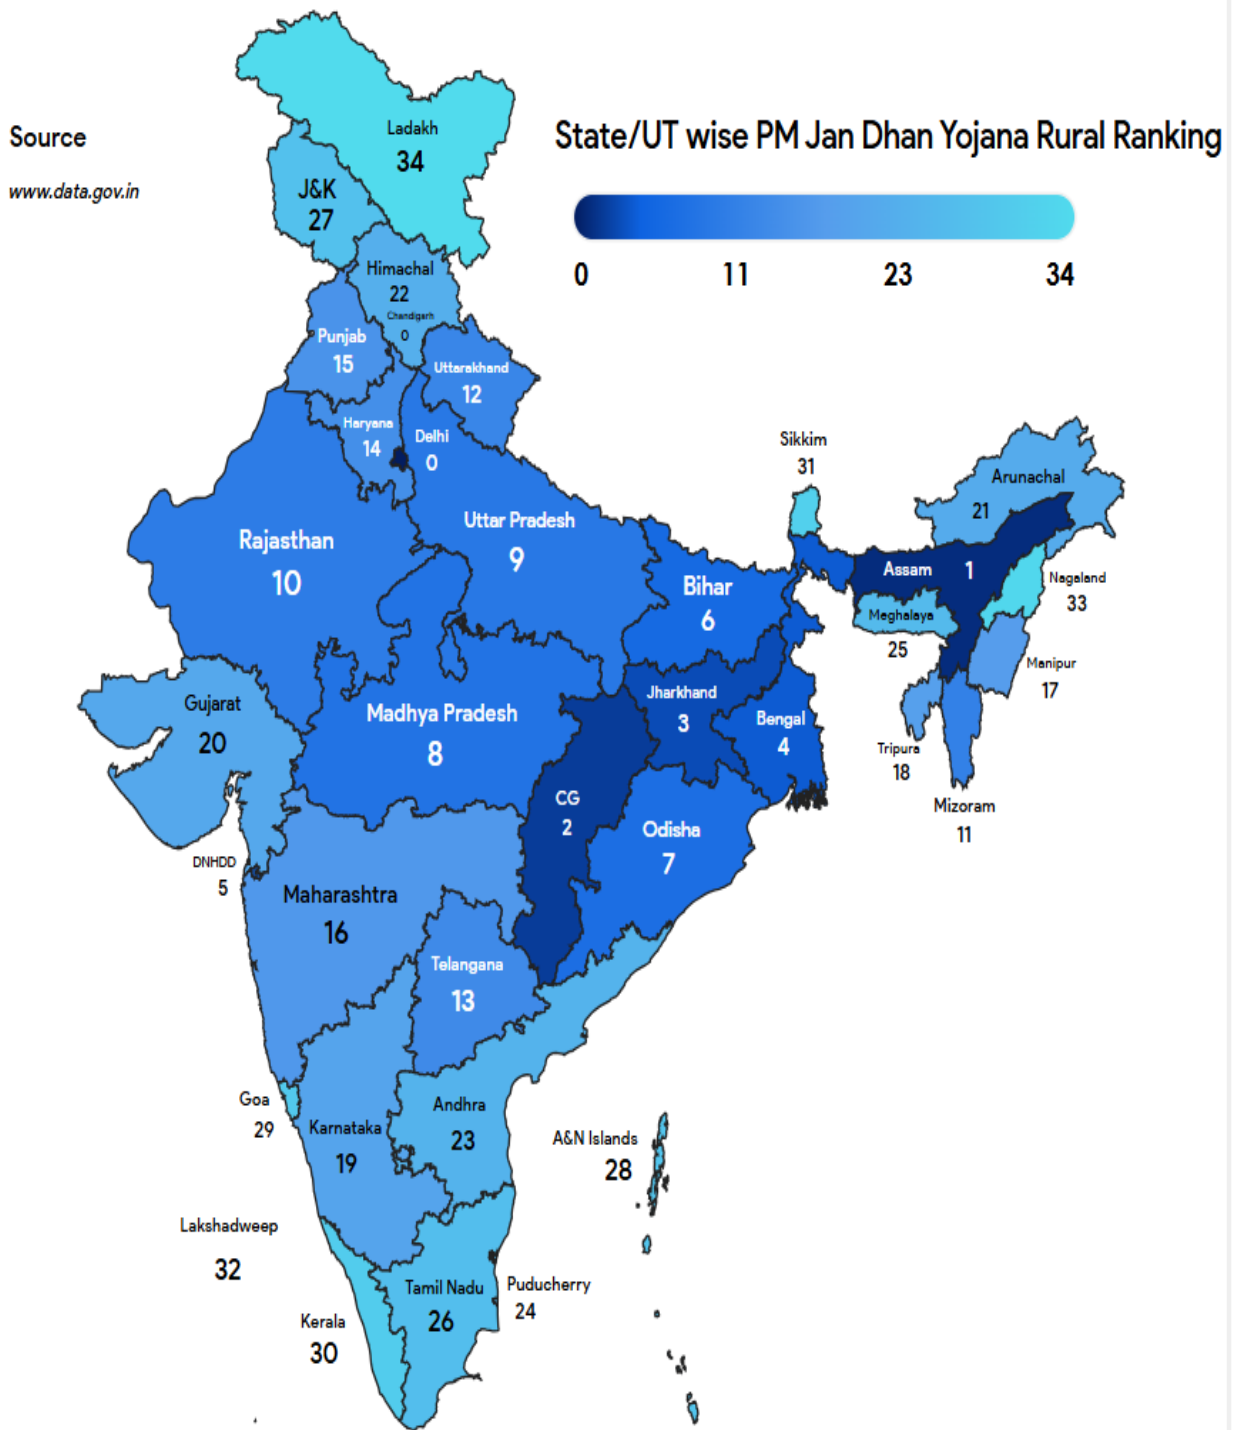 Source
www.data.gov.in
State/UT wise PM Jan Dhan Yojana Rural Ranking
0 11 23 34
Ladakh
34
J&K
27
Himachal
22
Chandigarh
0
Punjab
15
Uttarakhand
12
Haryana
14
Delhi
0
Sikkim
31
Arunachal
21
Rajasthan
10
Uttar Pradesh
9
Bihar
6
Assam 1
Nagaland
33
Meghalaya
25
Manipur
17
Gujarat
20
Madhya Pradesh
8
Jharkhand
3
Bengal
4
Tripura
18
Mizoram
11
CG
2
Odisha
7
DNHDD
5
Maharashtra
16
Telangana
13
Goa
29
Karnataka
19
Andhra
23
A&N Islands
28
Lakshadweep
32
Tamil Nadu
26
Puducherry
24
Kerala
30